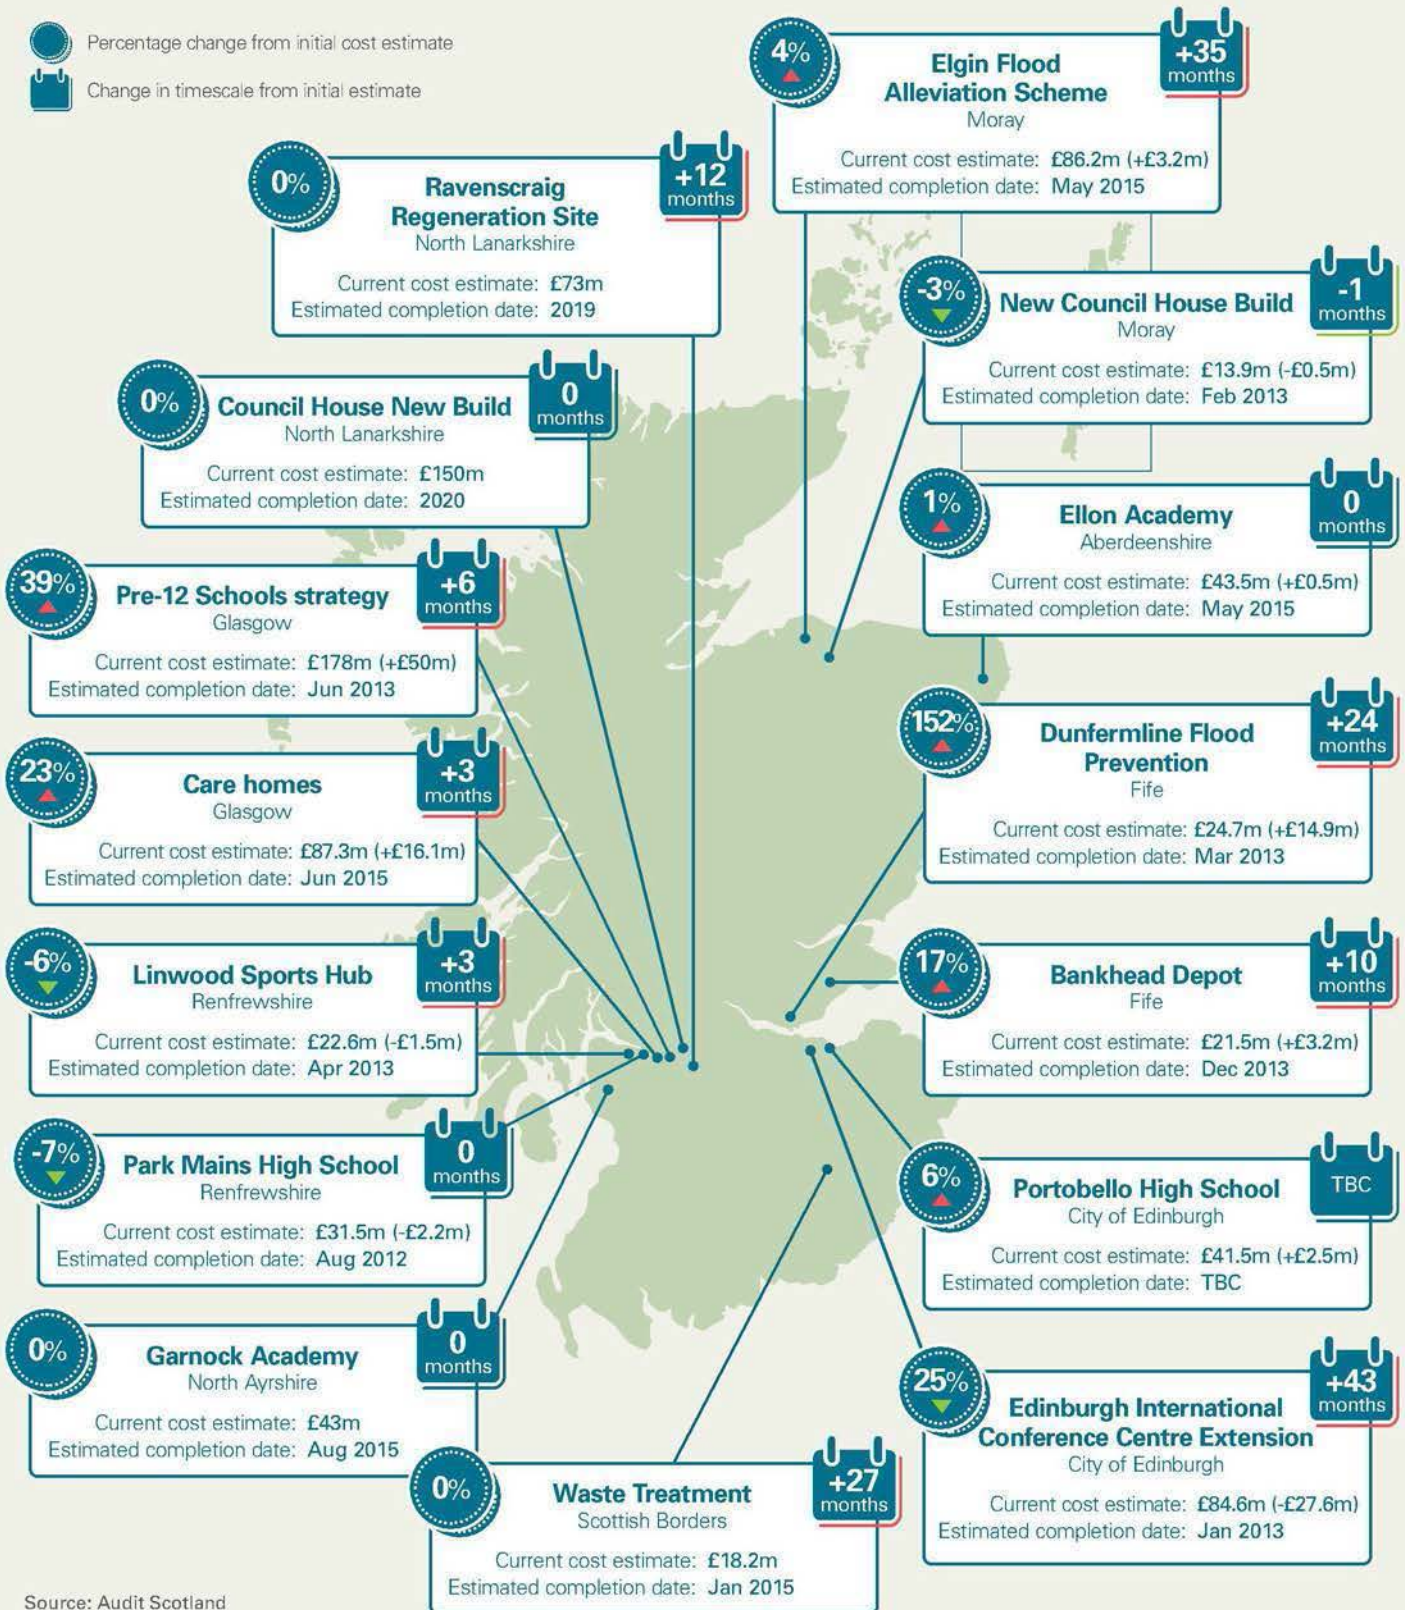 Percentage change from initial cost estimate
Change in timescale from initial estimate
4%
Elgin Flood
Alleviation Scheme
Moray
+35
months
Current cost estimate: £86.2m (+£3.2m)
Estimated completion date: May 2015
0%
Ravenscraig
Regeneration Site
North Lanarkshire
+12
months
Current cost estimate: £73m
Estimated completion date: 2019
-3%
New Council House Build
Moray
-1
months
Current cost estimate: £13.9m (-£0.5m)
Estimated completion date: Feb 2013
0%
Council House New Build
North Lanarkshire
0
months
Current cost estimate: £150m
Estimated completion date: 2020
1%
Ellon Academy
Aberdeenshire
0
months
Current cost estimate: £43.5m (+£0.5m)
Estimated completion date: May 2015
39%
Pre-12 Schools strategy
Glasgow
+6
months
Current cost estimate: £178m (+£50m)
Estimated completion date: Jun 2013
152%
Dunfermline Flood
Prevention
Fife
+24
months
Current cost estimate: £24.7m (+£14.9m)
Estimated completion date: Mar 2013
23%
Care homes
Glasgow
+3
months
Current cost estimate: £87.3m (+£16.1m)
Estimated completion date: Jun 2015
-6%
Linwood Sports Hub
Renfrewshire
+3
months
Current cost estimate: £22.6m (-£1.5m)
Estimated completion date: Apr 2013
17%
Bankhead Depot
Fife
+10
months
Current cost estimate: £21.5m (+£3.2m)
Estimated completion date: Dec 2013
-7%
Park Mains High School
Renfrewshire
0
months
Current cost estimate: £31.5m (-£2.2m)
Estimated completion date: Aug 2012
6%
Portobello High School
City of Edinburgh
TBC
Current cost estimate: £41.5m (+£2.5m)
Estimated completion date: TBC
0%
Garnock Academy
North Ayrshire
0
months
Current cost estimate: £43m
Estimated completion date: Aug 2015
25%
Edinburgh International
Conference Centre Extension
City of Edinburgh
+43
months
Current cost estimate: £84.6m (-£27.6m)
Estimated completion date: Jan 2013
0%
Waste Treatment
Scottish Borders
+27
months
Current cost estimate: £18.2m
Estimated completion date: Jan 2015
Source: Audit Scotland